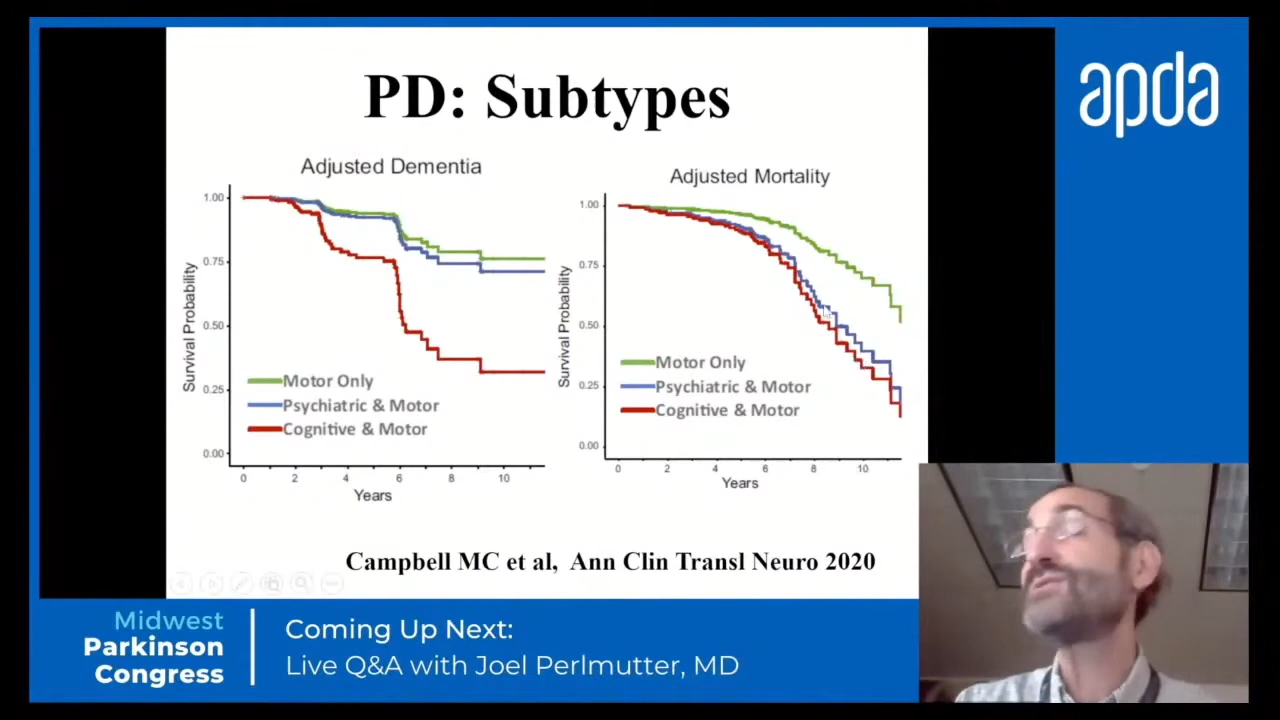 PD: Subtypes
apda
Adjusted Dementia
Survival Probability
1.00
0.75
0.50
0.25
0.00
Motor Only
Psychiatric & Motor
Cognitive & Motor
0 2 4 6 8 10
Years
Adjusted Mortality
Survival Probability
1.00
0.75
0.50
0.25
0.00
Motor Only
Psychiatric & Motor
Cognitive & Motor
0 2 4 6 8 10
Years
Campbell MC et al, Ann Clin Transl Neuro 2020
Midwest
Parkinson
Congress
Coming Up Next:
Live Q&A with Joel Perlmutter, MD